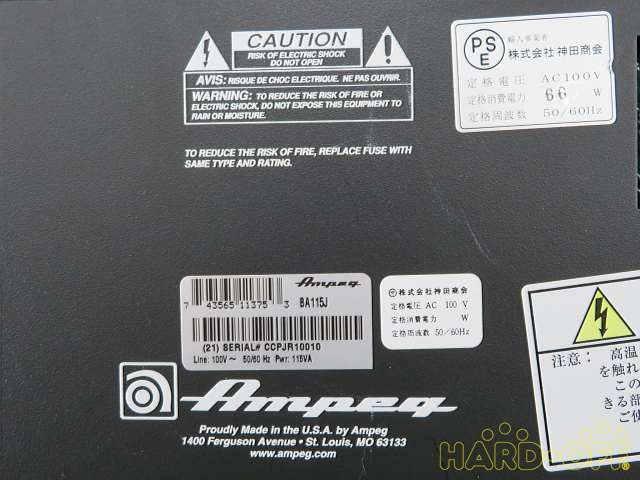 CAUTION
RISK OF ELECTRIC SHOCK
DO NOT OPEN
AVIS: RISQUE DE CHOC ELECTRIQUE. NE PAS OUVRIR.
WARNING: TO REDUCE THE RISK OF FIRE OR
ELECTRIC SHOCK, DO NOT EXPOSE THIS EQUIPMENT TO
RAIN OR MOISTURE.
TO REDUCE THE RISK OF FIRE, REPLACE FUSE WITH
SAME TYPE AND RATING.
PSE
輸入事業者
株式会社神田商会
定格電圧 AC100V
定格消費電力 66 W
定格周波数 50/60Hz
Ampeg
7 43565 11375 3 BA115J
(21) SERIAL# CCPJR10010
Line: 100V~ 50/60 Hz Pwr: 115VA
株式会社神田商会
定格電圧 AC 100 V
定格消費電力 W
定格周波数 50/60Hz
注意: 高温
を触れ
この
きる部
ご使
Ampeg
Proudly Made in the U.S.A. by Ampeg
1400 Ferguson Avenue • St. Louis, MO 63133
www.ampeg.com
HARD-OFF